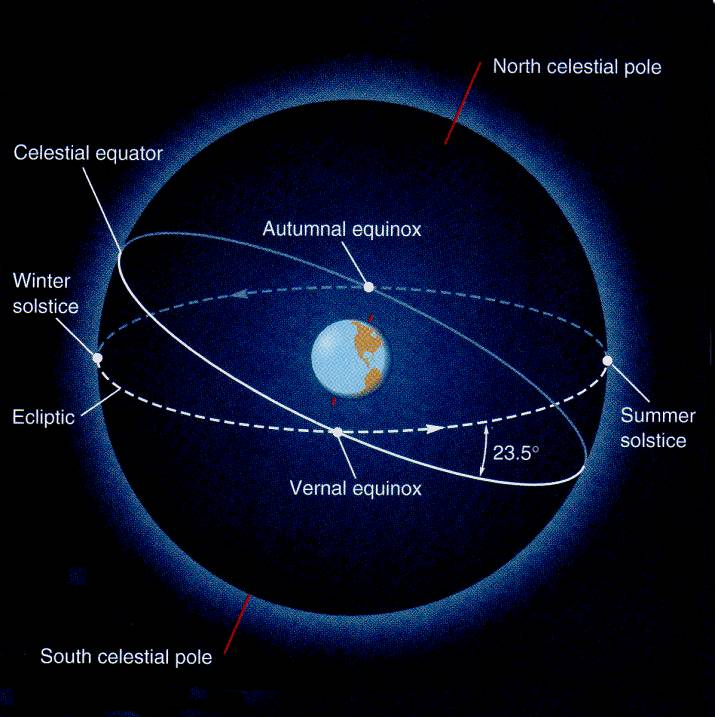 North celestial pole
Celestial equator
Autumnal equinox
Winter
solstice
Ecliptic
Summer
solstice
23.5°
Vernal equinox
South celestial pole